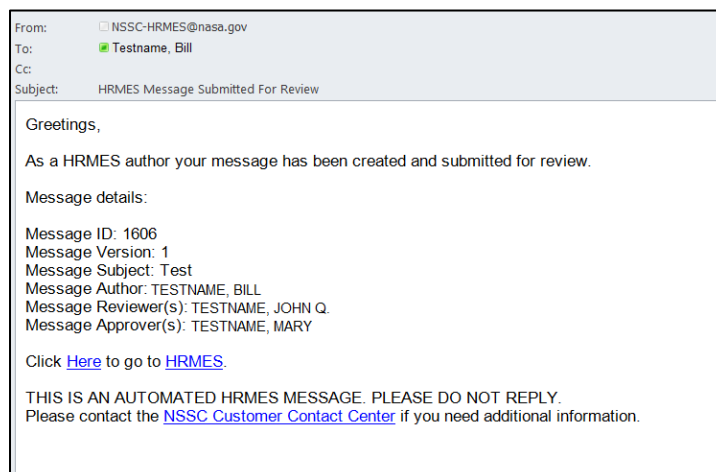 From: NSSC-HRMES@nasa.gov
To: Testname, Bill
Cc:
Subject: HRMES Message Submitted For Review
Greetings,
As a HRMES author your message has been created and submitted for review.
Message details:
Message ID: 1606
Message Version: 1
Message Subject: Test
Message Author: TESTNAME, BILL
Message Reviewer(s): TESTNAME, JOHN Q.
Message Approver(s): TESTNAME, MARY
Click Here to go to HRMES.
THIS IS AN AUTOMATED HRMES MESSAGE. PLEASE DO NOT REPLY.
Please contact the NSSC Customer Contact Center if you need additional information.